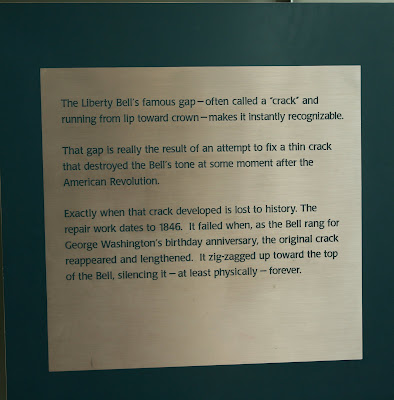 The Liberty Bell's famous gap — often called a "crack" and
running from lip toward crown — makes it instantly recognizable.
That gap is really the result of an attempt to fix a thin crack
that destroyed the Bell's tone at some moment after the
American Revolution.
Exactly when that crack developed is lost to history. The
repair work dates to 1846. It failed when, as the Bell rang for
George Washington's birthday anniversary, the original crack
reappeared and lengthened. It zig-zagged up toward the top
of the Bell, silencing it — at least physically — forever.